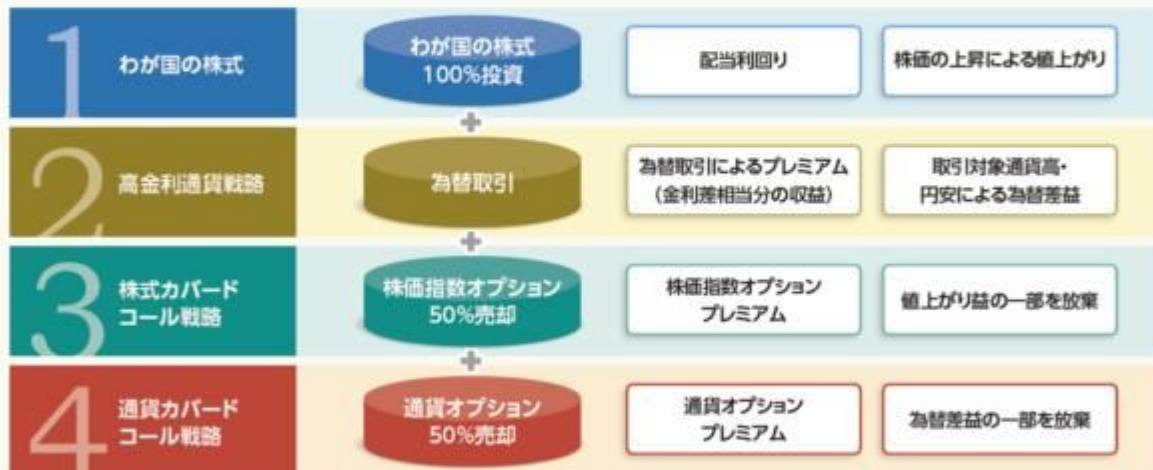 1
わが国の株式
わが国の株式
100%投資
配当利回り
株価の上昇による値上がり
+
2
高金利通貨戦略
為替取引
為替取引によるプレミアム
(金利差相当分の収益)
取引対象通貨高・
円安による為替差益
+
3
株式カバード
コール戦略
株価指数オプション
50%売却
株価指数オプション
プレミアム
値上がり益の一部を放棄
+
4
通貨カバード
コール戦略
通貨オプション
50%売却
通貨オプション
プレミアム
為替差益の一部を放棄